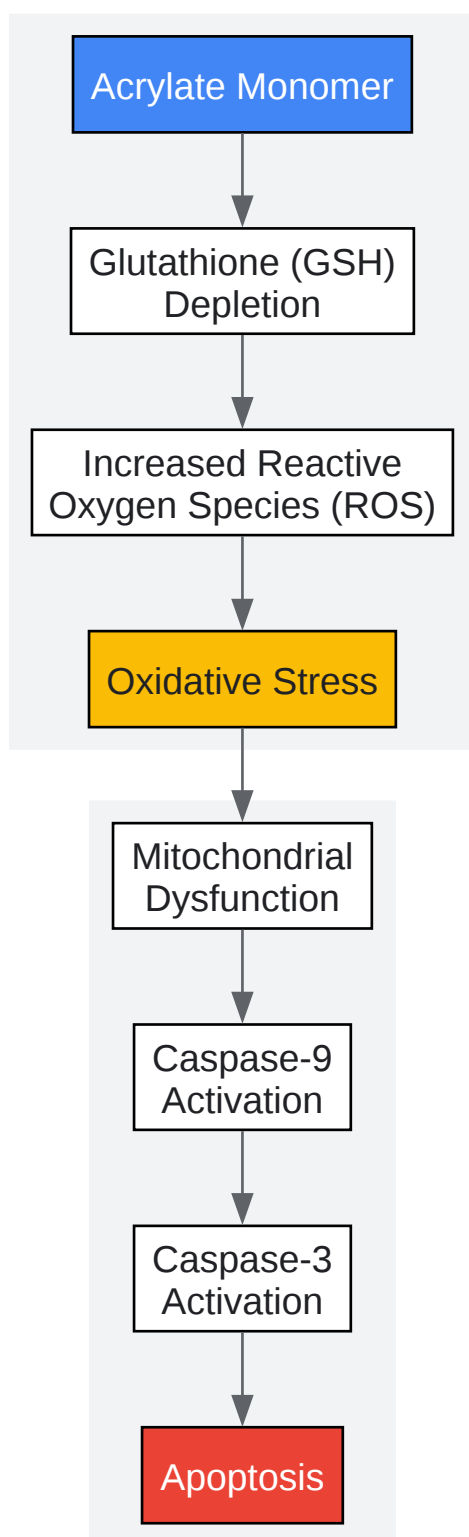 Acrylate Monomer
Glutathione (GSH)
Depletion
Increased Reactive
Oxygen Species (ROS)
Oxidative Stress
Mitochondrial
Dysfunction
Caspase-9
Activation
Caspase-3
Activation
Apoptosis